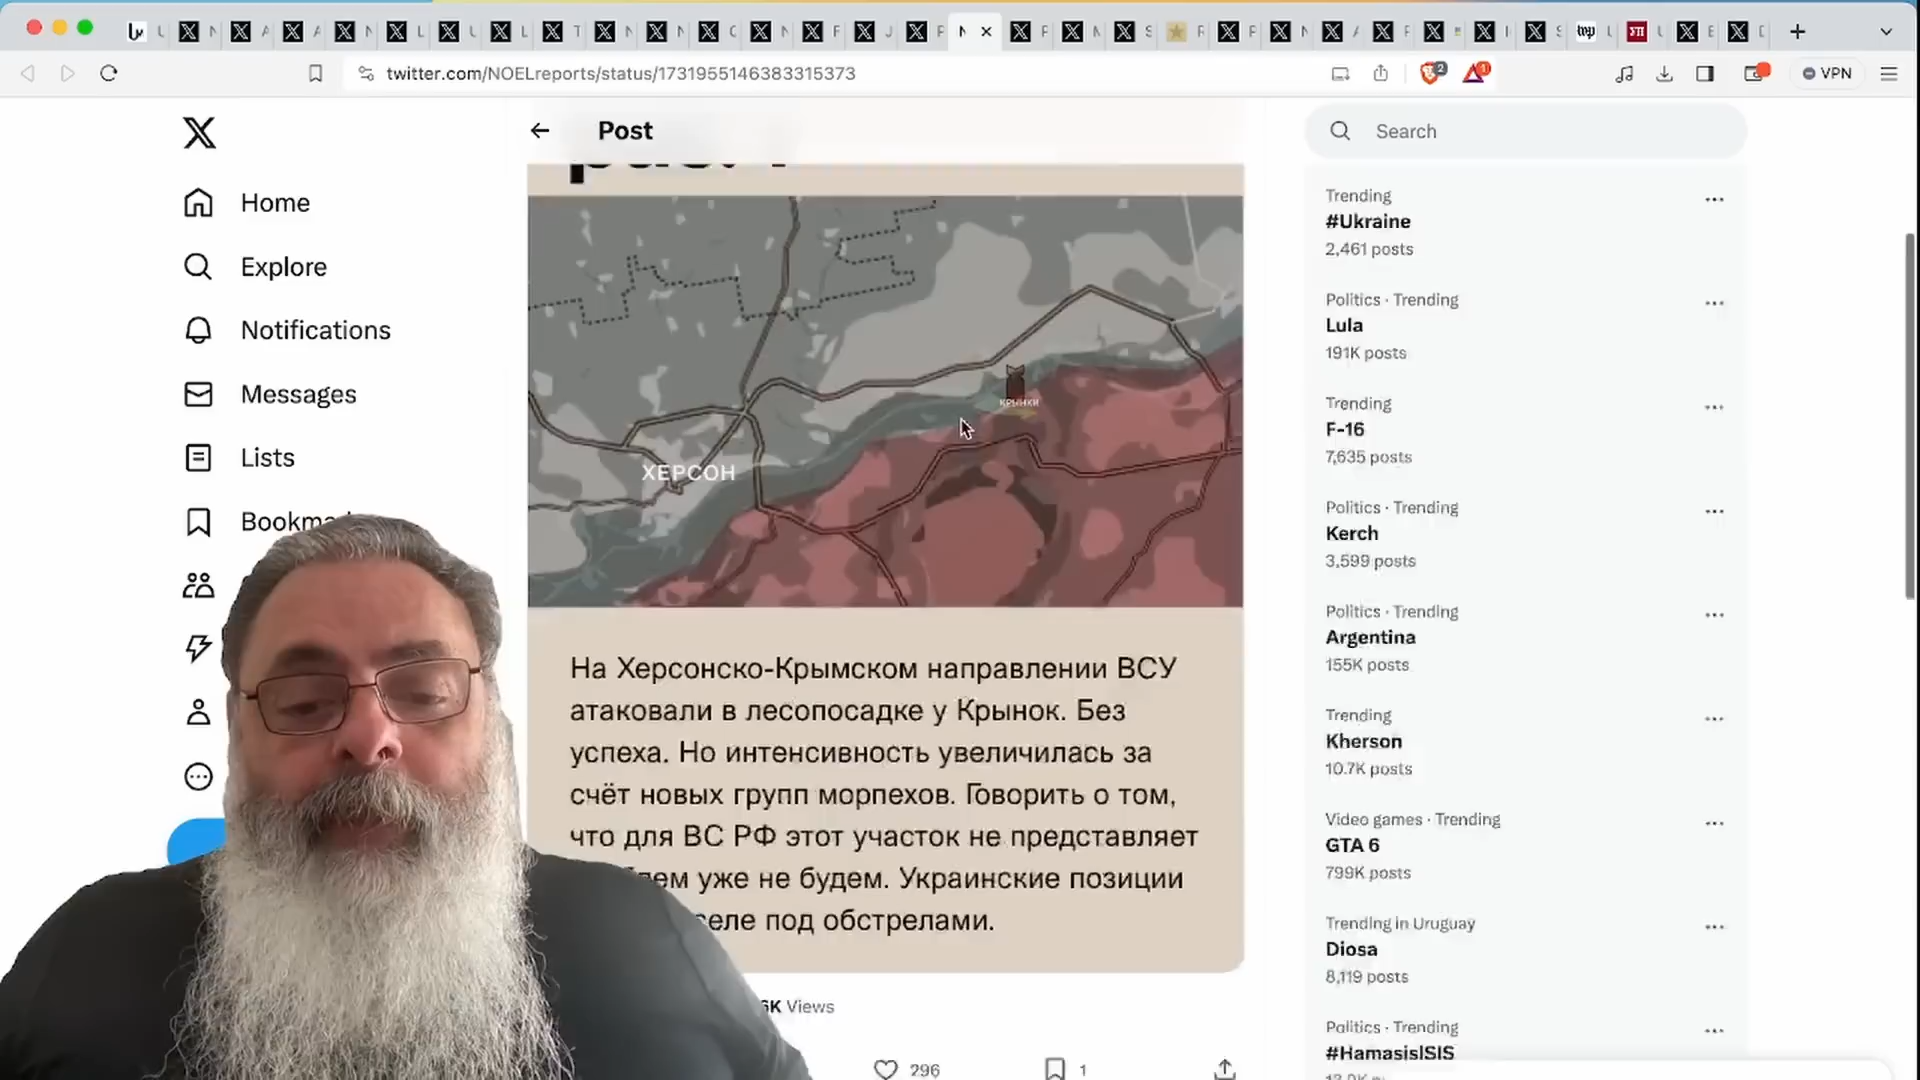 twitter.com/NOELreports/status/1731955146383315373
2
1
VPN
Post
Search
Home
Explore
Notifications
Messages
Lists
ХЕРСОН
КРЫНКИ
На Херсонско-Крымском направлении ВСУ
атаковали в лесопосадке у Крынок. Без
успеха. Но интенсивность увеличилась за
счёт новых групп морпехов. Говорить о том,
что для ВС РФ этот участок не представляет
уже не будем. Украинские позиции
под обстрелами.
Views
296
1
Trending
#Ukraine
2,461 posts
Politics · Trending
Lula
191K posts
Trending
F-16
7,635 posts
Politics · Trending
Kerch
3,599 posts
Politics · Trending
Argentina
155K posts
Trending
Kherson
10.7K posts
Video games · Trending
GTA 6
799K posts
Trending in Uruguay
Diosa
8,119 posts
Politics · Trending
#HamasisISIS